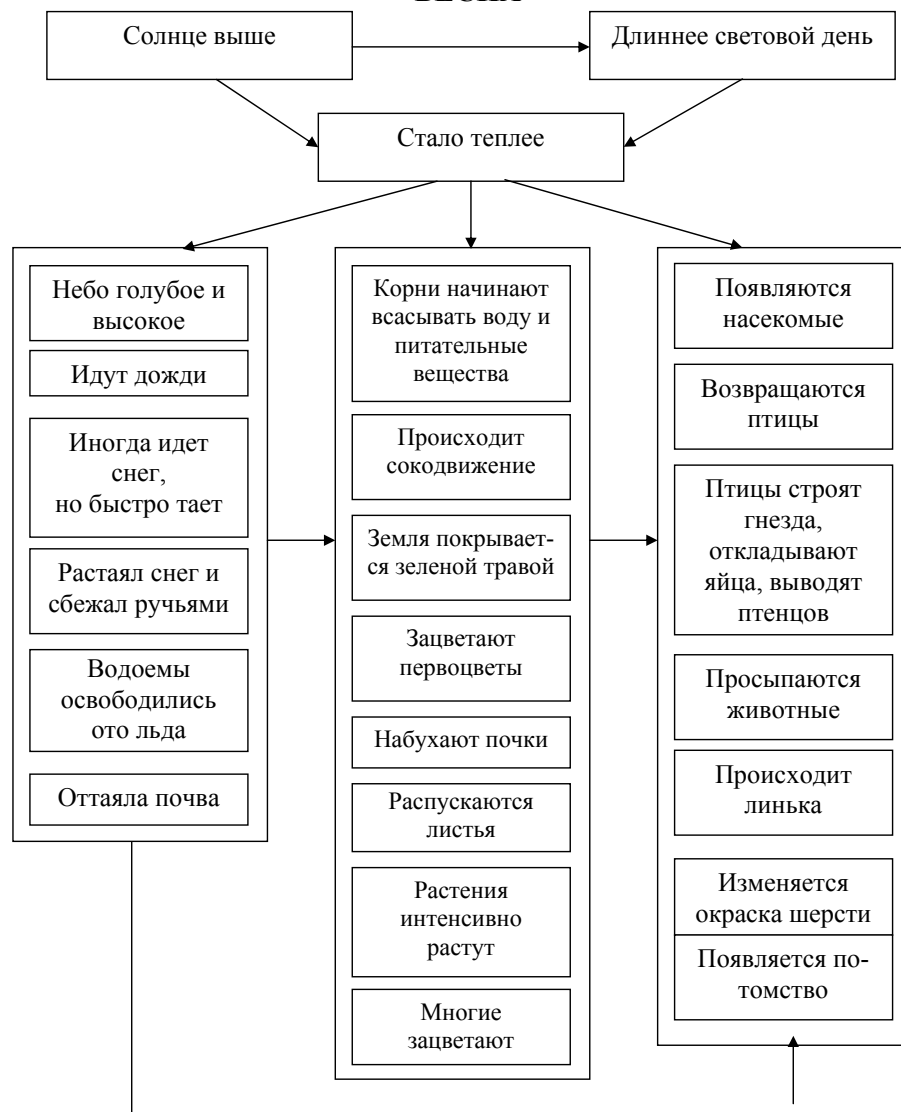 Солнце выше
Длиннее световой день
Стало теплее
Небо голубое и
высокое
Идут дожди
Иногда идет
снег,
но быстро тает
Растаял снег и
сбежал ручьями
Водоемы
освободились
ото льда
Оттаяла почва
Корни начинают
всасывать воду и
питательные
вещества
Происходит
сокодвижение
Земля покрывает-
ся зеленой травой
Зацветают
первоцветы
Набухают почки
Распускаются
листья
Растения
интенсивно
растут
Многие
зацветают
Появляются
насекомые
Возвращаются
птицы
Птицы строят
гнезда,
откладывают
яйца, выводят
птенцов
Просыпаются
животные
Происходит
линька
Изменяется
окраска шерсти
Появляется по-
томство